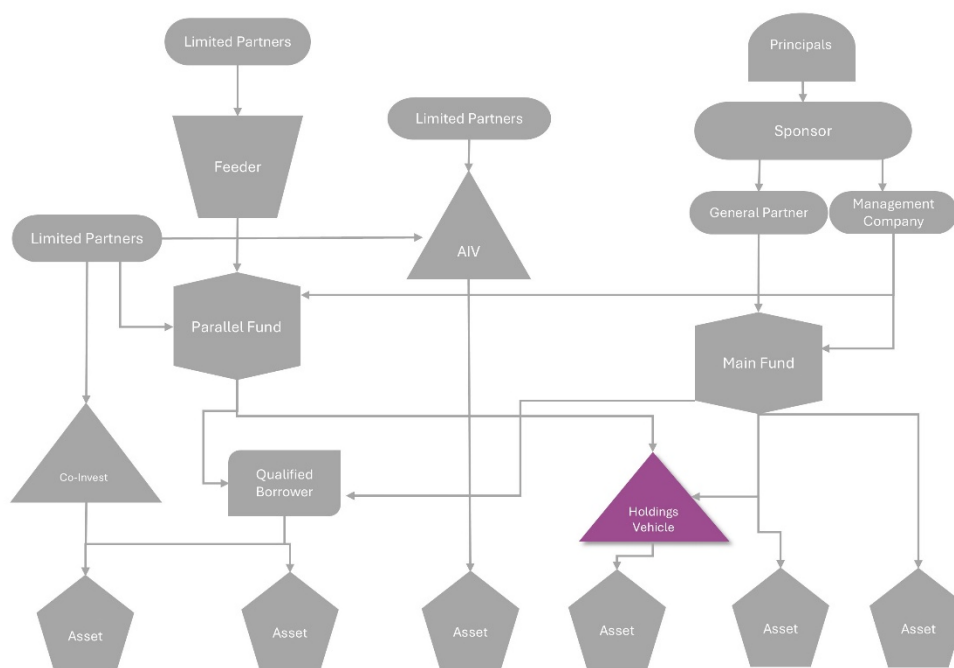 Limited Partners
Principals
Limited Partners
Sponsor
Feeder
General Partner
Management
Company
Limited Partners
AIV
Parallel Fund
Main Fund
Co-Invest
Qualified
Borrower
Holdings
Vehicle
Asset
Asset
Asset
Asset
Asset
Asset